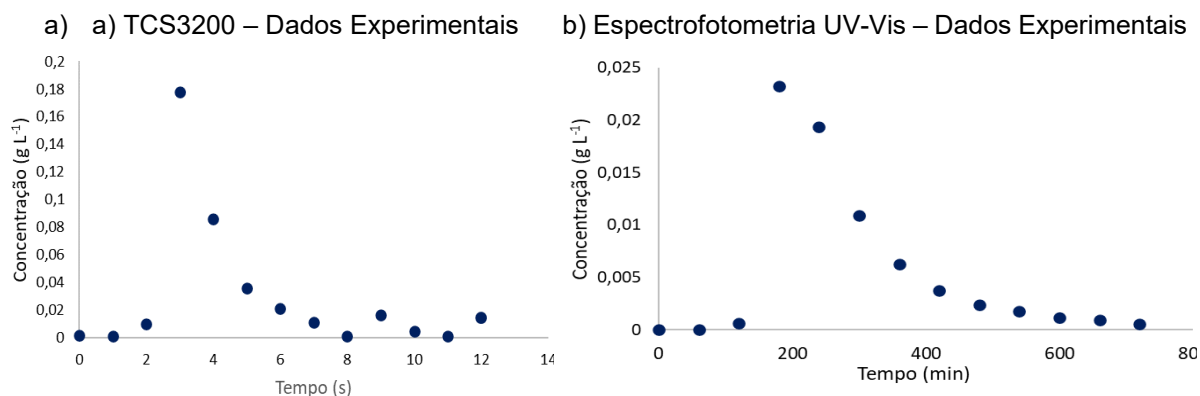 a) a) TCS3200 – Dados Experimentais
0,2
0,18
0,16
0,14
0,12
0,1
0,08
0,06
0,04
0,02
0
Concentração (g L⁻¹)
0 2 4 6 8 10 12 14
Tempo (s)
b) Espectrofotometria UV-Vis – Dados Experimentais
0,025
0,02
0,015
0,01
0,005
0
Concentração (g L⁻¹)
0 200 400 600 80
Tempo (min)